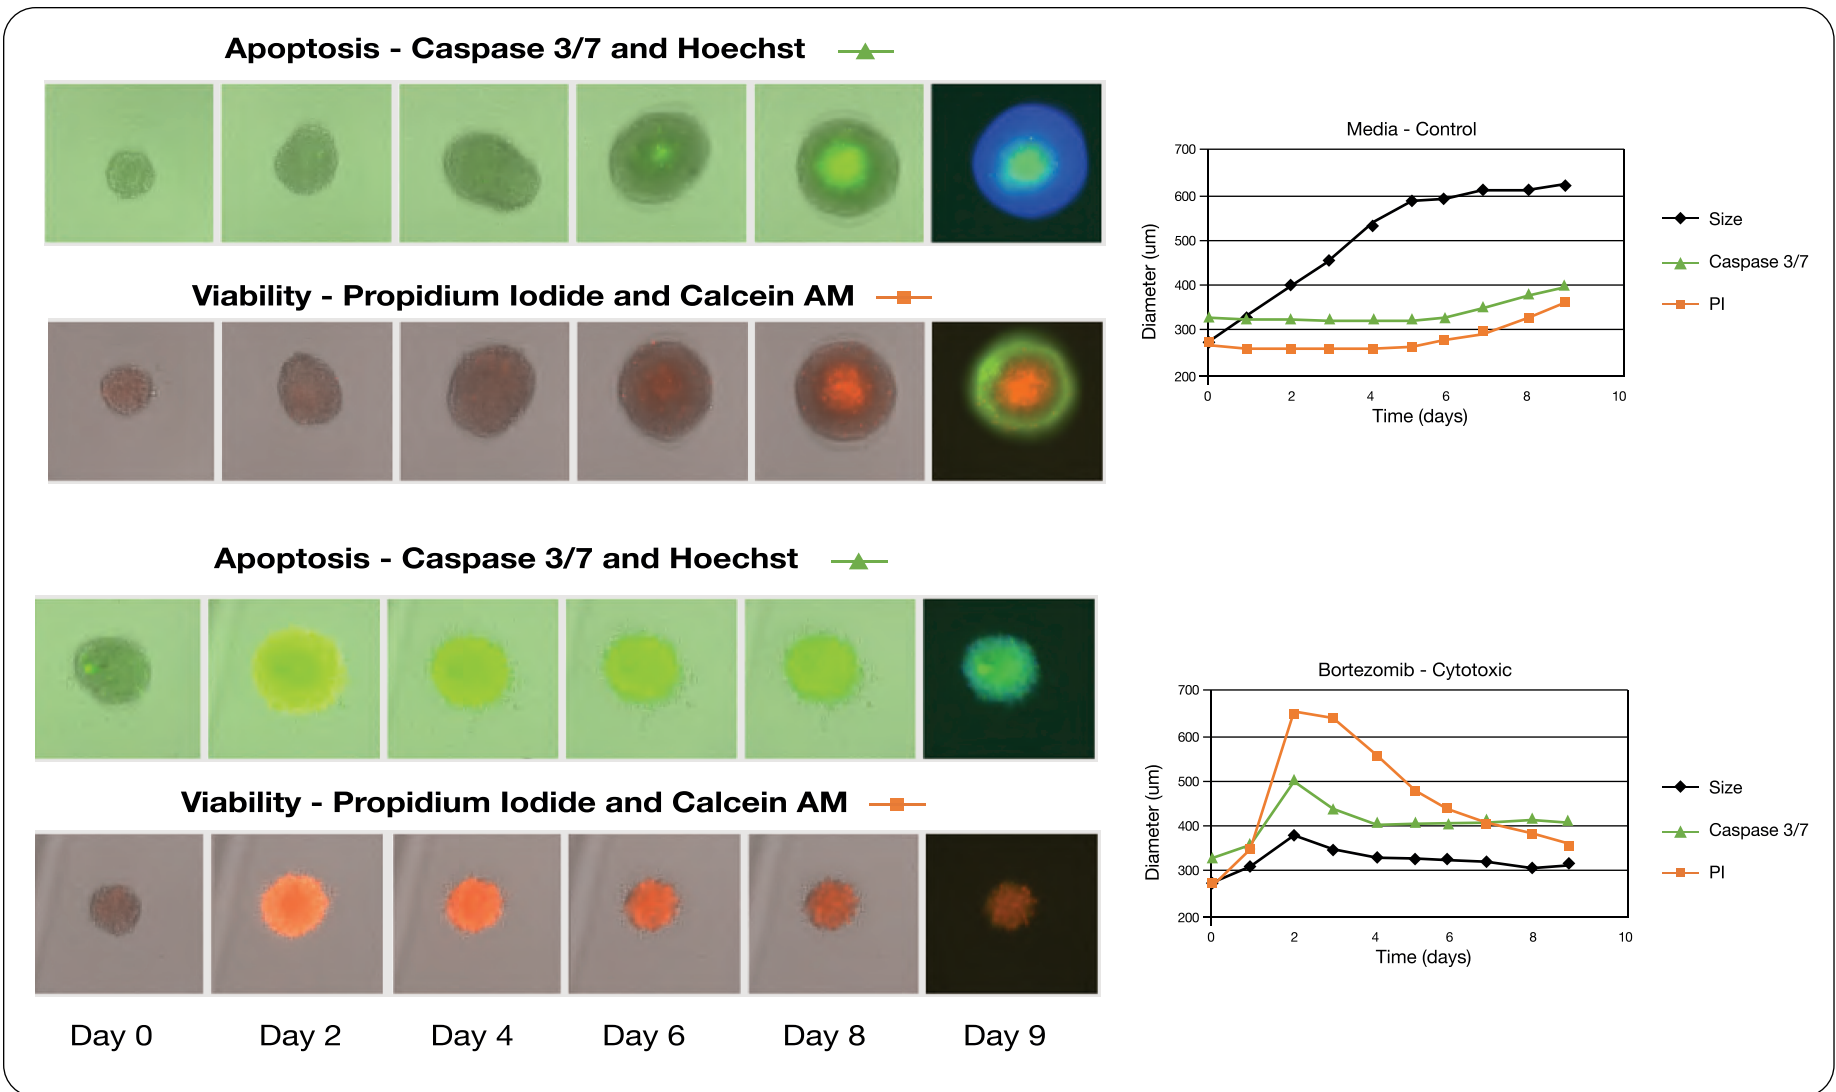 Apoptosis - Caspase 3/7 and Hoechst
Viability - Propidium Iodide and Calcein AM
Media - Control
700
600
500
400
300
200
0 2 4 6 8 10
Diameter (um)
Time (days)
Size
Caspase 3/7
PI
Apoptosis - Caspase 3/7 and Hoechst
Viability - Propidium Iodide and Calcein AM
Bortezomib - Cytotoxic
700
600
500
400
300
200
0 2 4 6 8 10
Diameter (um)
Time (days)
Size
Caspase 3/7
PI
Day 0 Day 2 Day 4 Day 6 Day 8 Day 9